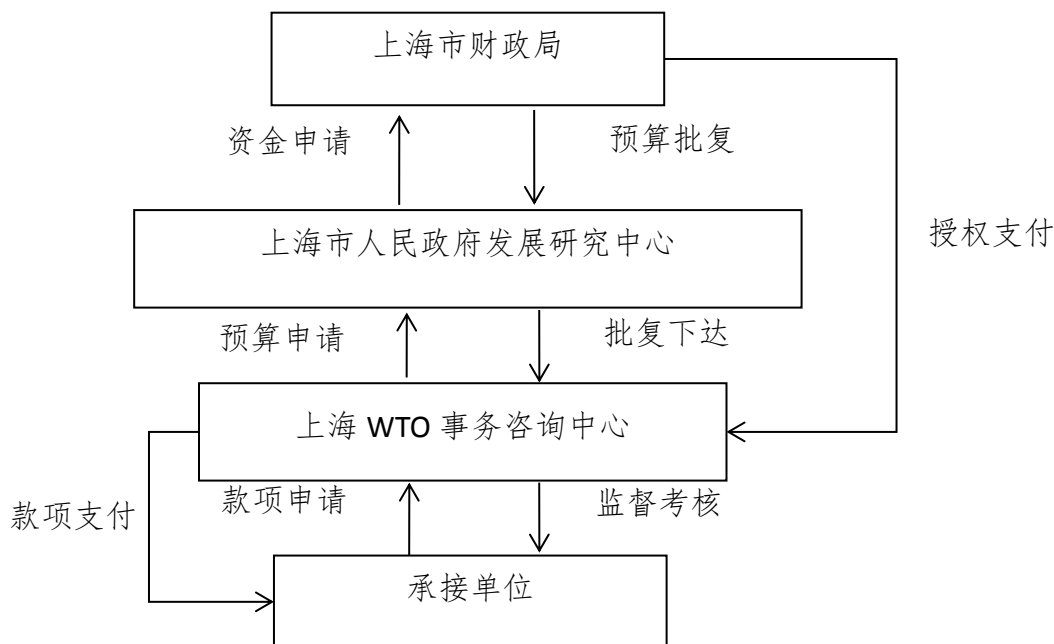 上海市财政局
资金申请
预算批复
上海市人民政府发展研究中心
授权支付
预算申请
批复下达
上海 WTO 事务咨询中心
款项申请
监督考核
款项支付
承接单位